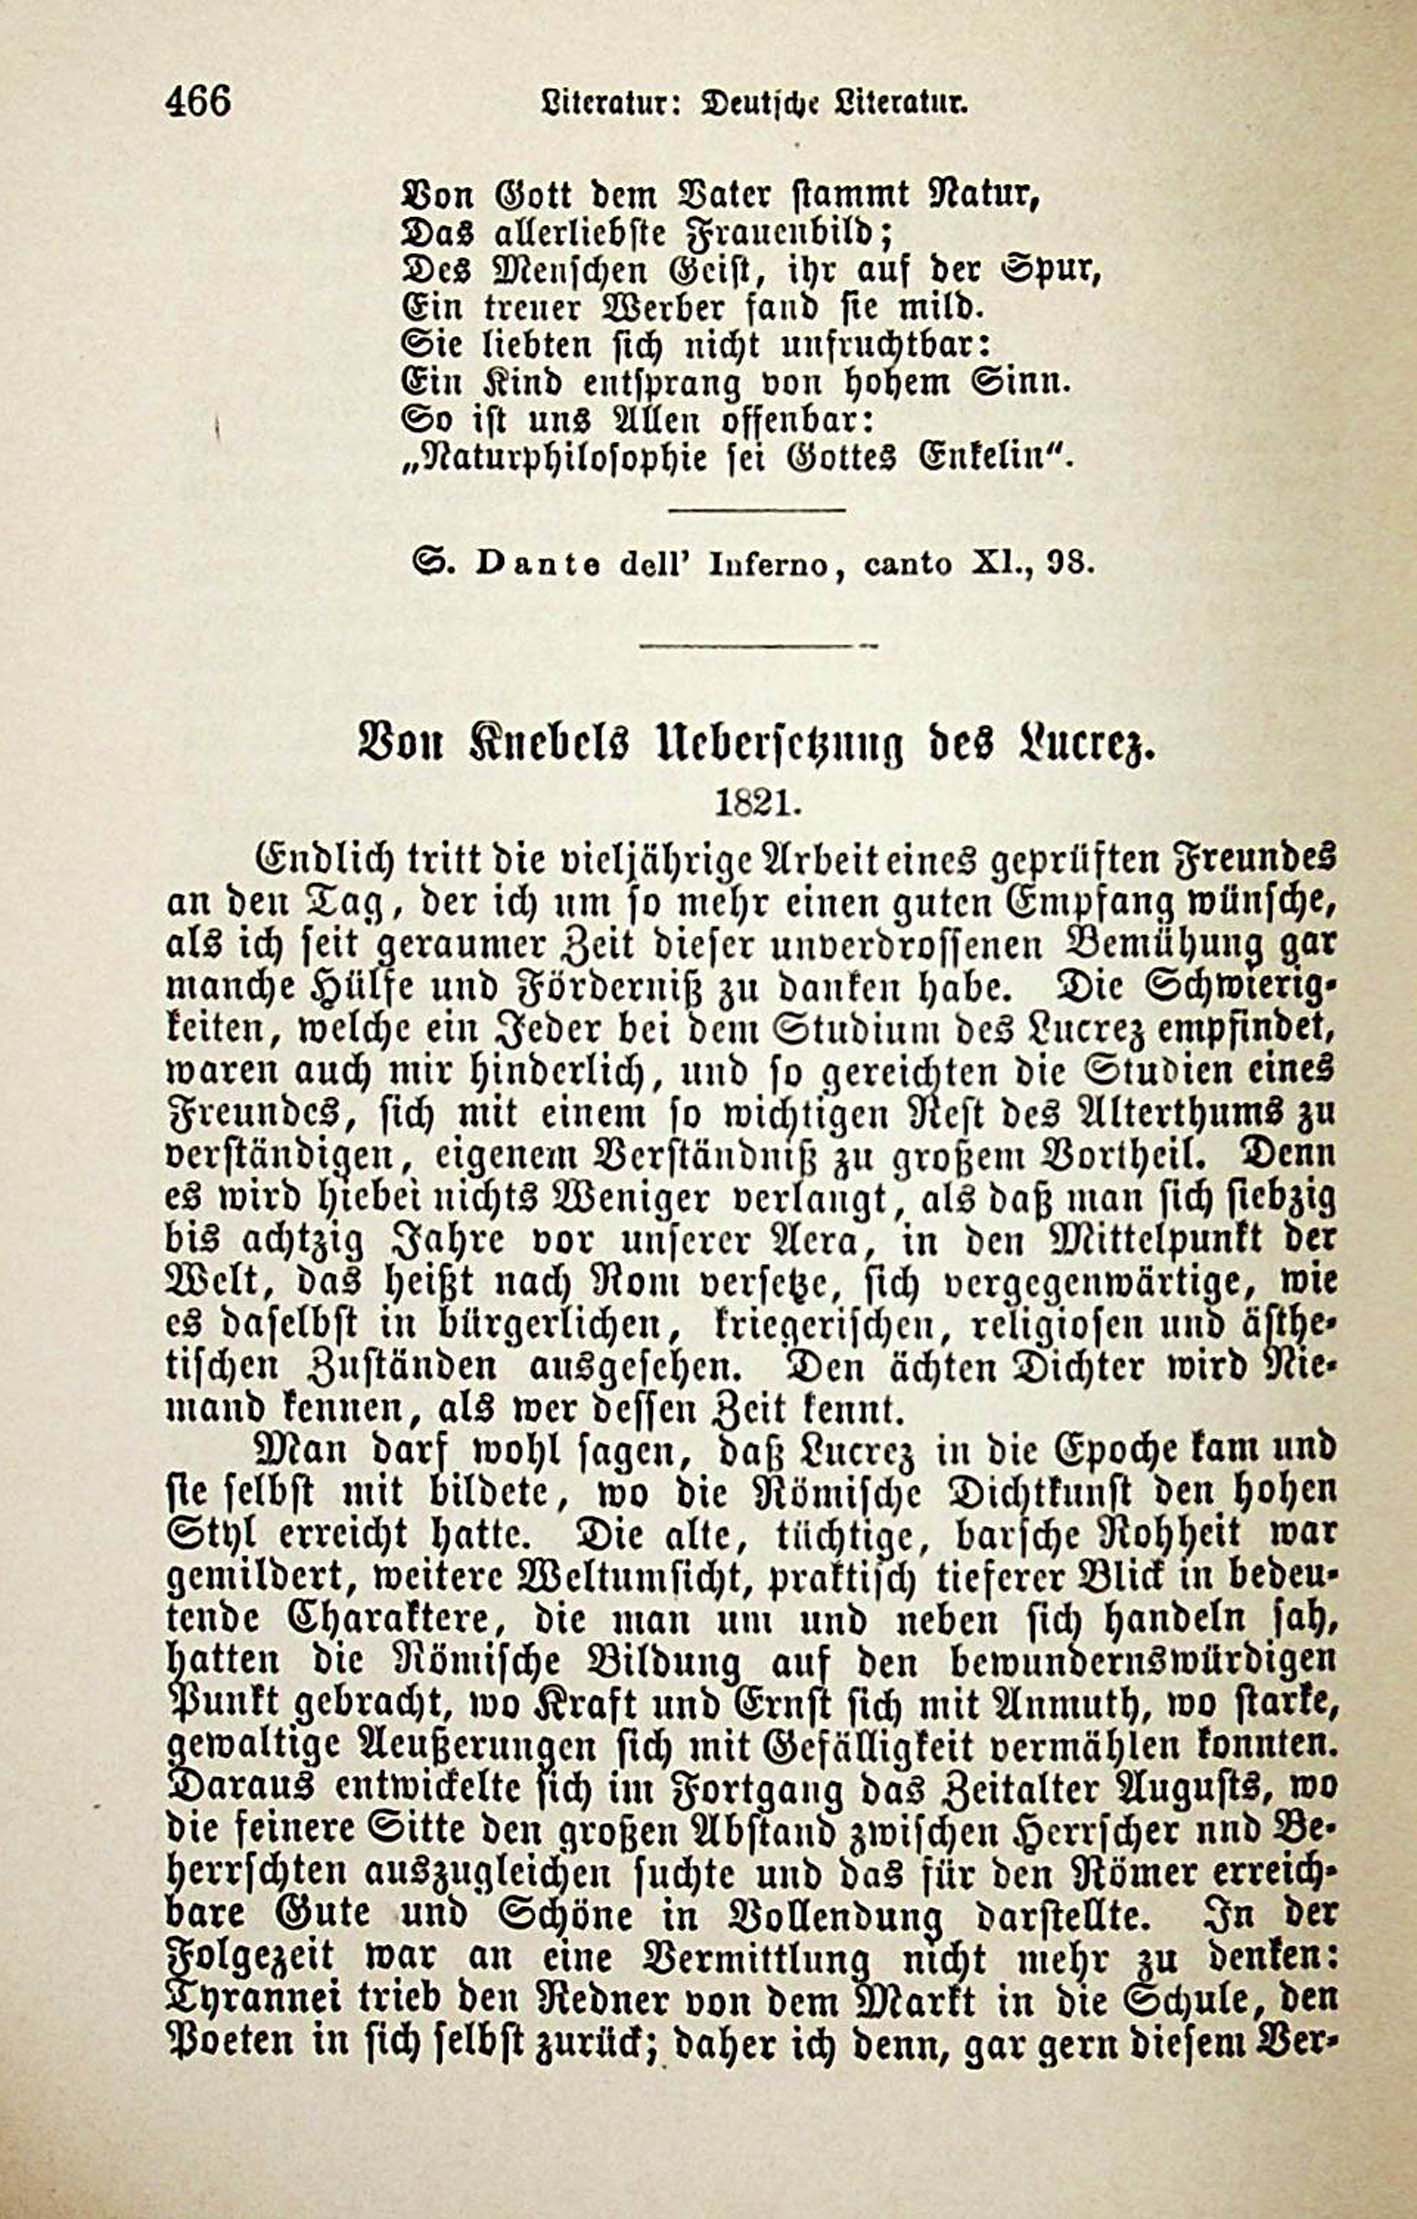 466 Literatur: Deutsche Literatur.
Von Gott dem Vater stammt Natur,
Das allerliebste Frauenbild;
Des Menschen Geist, ihr auf der Spur,
Ein treuer Werber fand sie mild.
Sie liebten sich nicht unfruchtbar:
Ein Kind entsprang von hohem Sinn.
So ist uns Allen offenbar:
„Naturphilosophie sei Gottes Enkelin“.
S. Dante dell' Inferno, canto XI., 98.
Von Knebels Uebersetzung des Lucrez.
1821.
Endlich tritt die vieljährige Arbeit eines geprüften Freundes
an den Tag, der ich um so mehr einen guten Empfang wünsche,
als ich seit geraumer Zeit dieser unverdrossenen Bemühung gar
manche Hülfe und Förderniß zu danken habe. Die Schwierig-
keiten, welche ein Jeder bei dem Studium des Lucrez empfindet,
waren auch mir hinderlich, und so gereichten die Studien eines
Freundes, sich mit einem so wichtigen Rest des Alterthums zu
verständigen, eigenem Verständniß zu großem Vortheil. Denn
es wird hiebei nichts Weniger verlangt, als daß man sich siebzig
bis achtzig Jahre vor unserer Aera, in den Mittelpunkt der
Welt, das heißt nach Rom versetze, sich vergegenwärtige, wie
es daselbst in bürgerlichen, kriegerischen, religiosen und ästhe-
tischen Zuständen ausgesehen. Den ächten Dichter wird Nie-
mand kennen, als wer dessen Zeit kennt.
Man darf wohl sagen, daß Lucrez in die Epoche kam und
sie selbst mit bildete, wo die Römische Dichtkunst den hohen
Styl erreicht hatte. Die alte, tüchtige, barsche Rohheit war
gemildert, weitere Weltumsicht, praktisch tieferer Blick in bedeu-
tende Charaktere, die man um und neben sich handeln sah,
hatten die Römische Bildung auf den bewundernswürdigen
Punkt gebracht, wo Kraft und Ernst sich mit Anmuth, wo starke,
gewaltige Aeußerungen sich mit Gefälligkeit vermählen konnten.
Daraus entwickelte sich im Fortgang das Zeitalter Augusts, wo
die feinere Sitte den großen Abstand zwischen Herrscher nnd Be-
herrschten auszugleichen suchte und das für den Römer erreich-
bare Gute und Schöne in Vollendung darstellte. In der
Folgezeit war an eine Vermittlung nicht mehr zu denken:
Tyrannei trieb den Redner von dem Markt in die Schule, den
Poeten in sich selbst zurück; daher ich denn, gar gern diesem Ver-